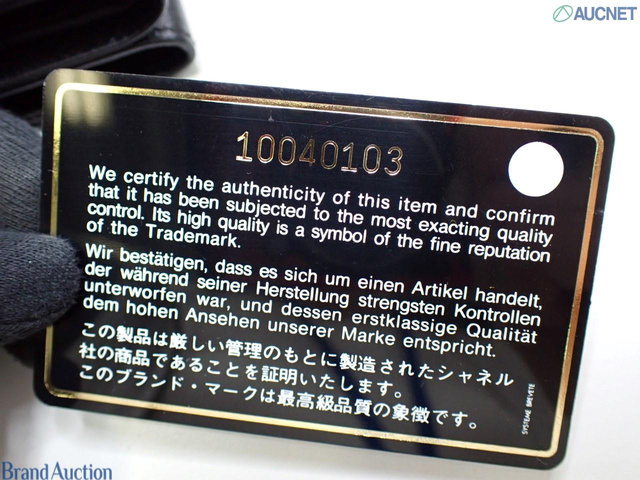 AUCNET
10040103
We certify the authenticity of this item and confirm
that it has been subjected to the most exacting quality
control. Its high quality is a symbol of the fine reputation
of the Trademark.
Wir bestätigen, dass es sich um einen Artikel handelt,
der während seiner Herstellung strengsten Kontrollen
unterworfen war, und dessen erstklassige Qualität
dem hohen Ansehen unserer Marke entspricht.
この製品は厳しい管理のもとに製造されたシャネル
社の商品であることを証明いたします。
このブランド・マークは最高級品質の象徴です。
SYSTEME BREVETE
Brand Auction